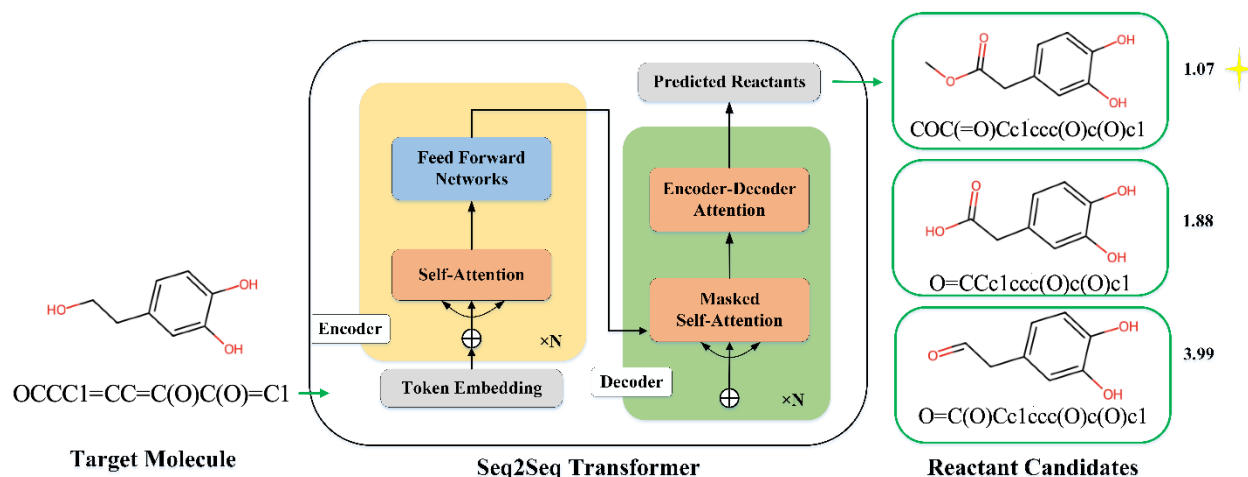 HO
OH
OH
OCCC1=CC=C(O)C(O)=C1
Target Molecule
Feed Forward
Networks
Self-Attention
Encoder
×N
Token Embedding
Predicted Reactants
Encoder-Decoder
Attention
Masked
Self-Attention
Decoder
×N
Seq2Seq Transformer
O
O
OH
OH
COC(=O)Cc1ccc(O)c(O)c1
1.07
O
HO
OH
OH
O=CCc1ccc(O)c(O)c1
1.88
O
OH
OH
O=C(O)Cc1ccc(O)c(O)c1
3.99
Reactant Candidates